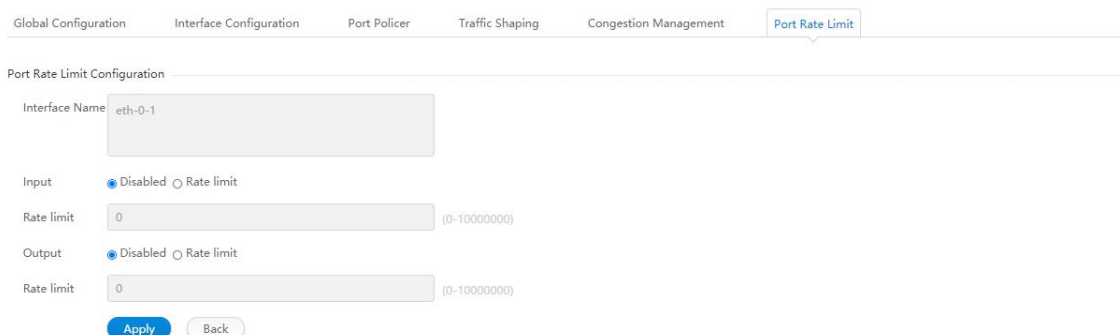 Global Configuration Interface Configuration Port Policer Traffic Shaping Congestion Management Port Rate Limit
Port Rate Limit Configuration
Interface Name eth-0-1
Input Disabled Rate limit
Rate limit 0 (0-10000000)
Output Disabled Rate limit
Rate limit 0 (0-10000000)
Apply Back